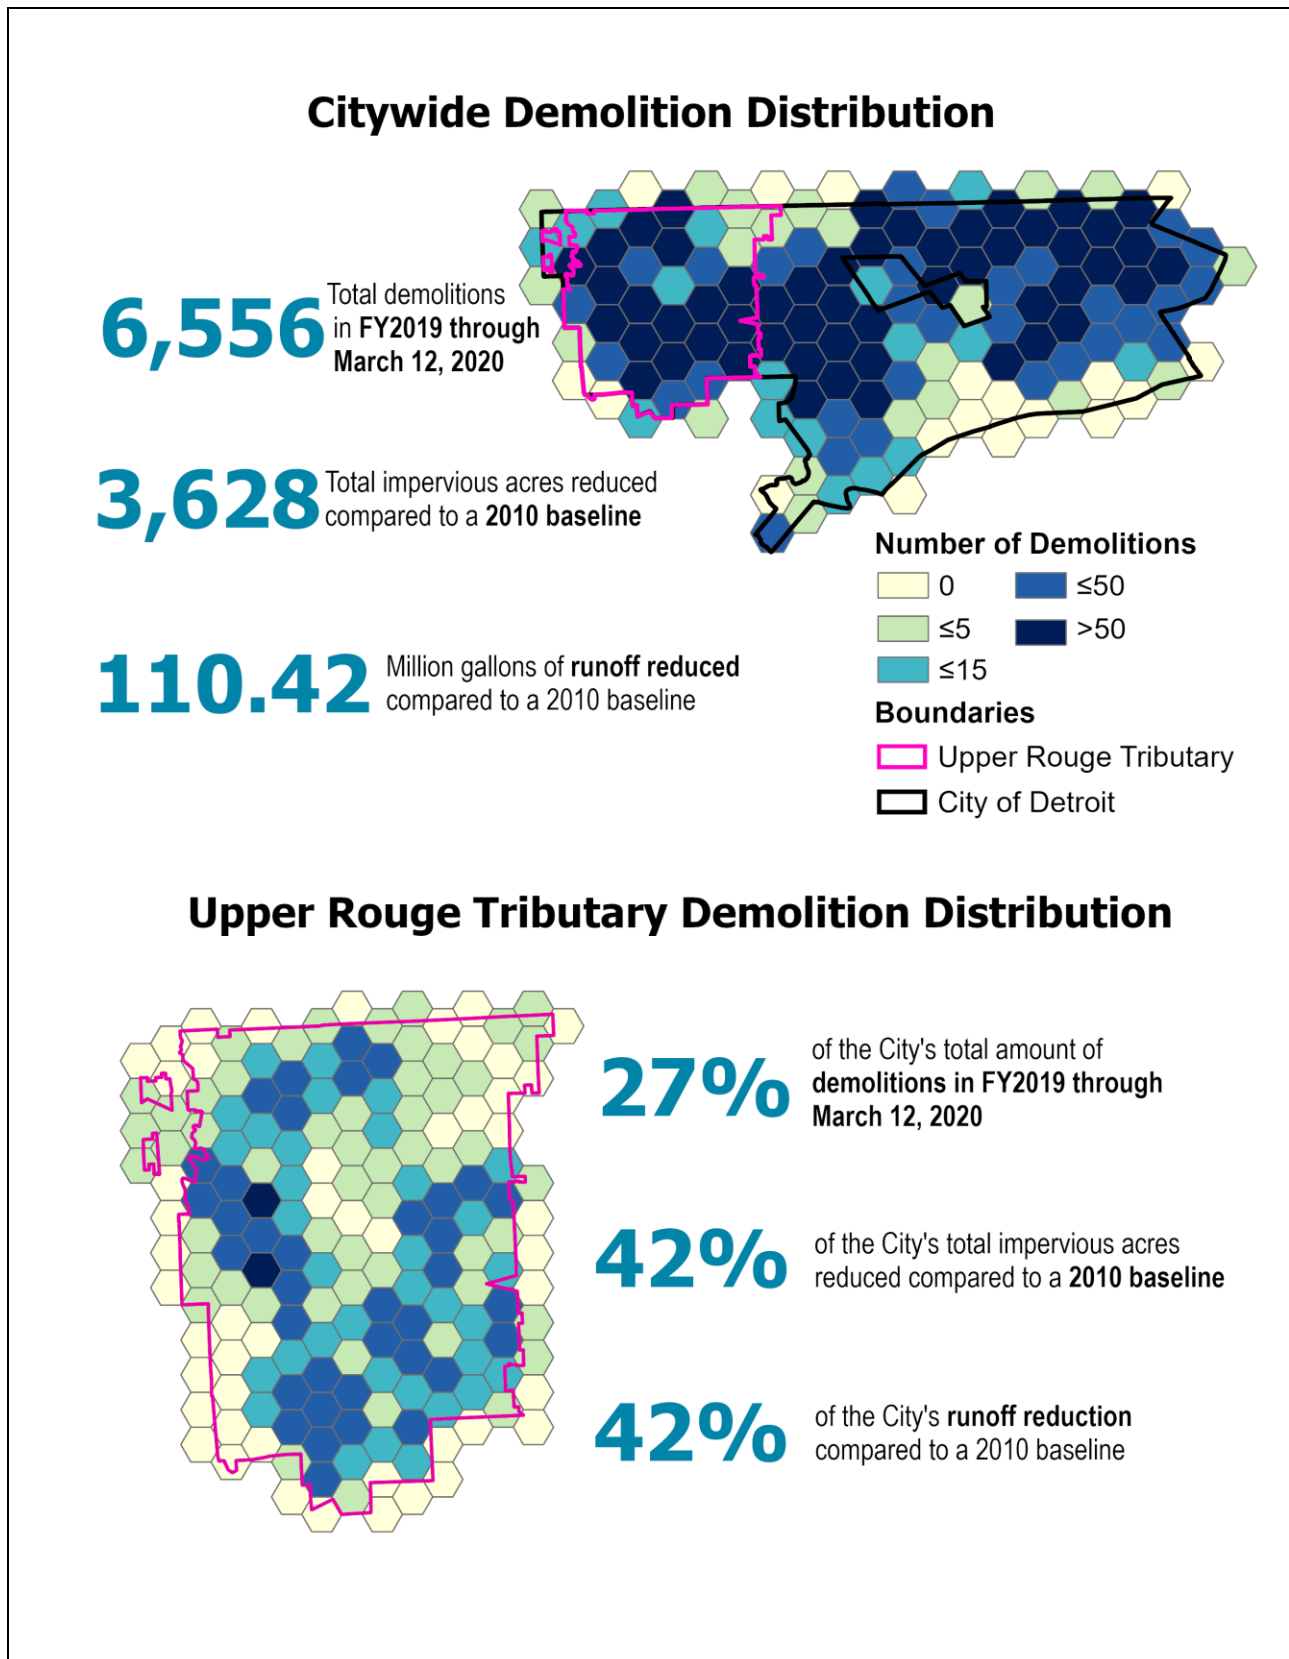 Citywide Demolition Distribution
6,556
Total demolitions
in FY2019 through
March 12, 2020
3,628
Total impervious acres reduced
compared to a 2010 baseline
110.42
Million gallons of runoff reduced
compared to a 2010 baseline
Number of Demolitions
0
≤50
≤5
>50
≤15
Boundaries
Upper Rouge Tributary
City of Detroit
Upper Rouge Tributary Demolition Distribution
27%
of the City's total amount of
demolitions in FY2019 through
March 12, 2020
42%
of the City's total impervious acres
reduced compared to a 2010 baseline
42%
of the City's runoff reduction
compared to a 2010 baseline